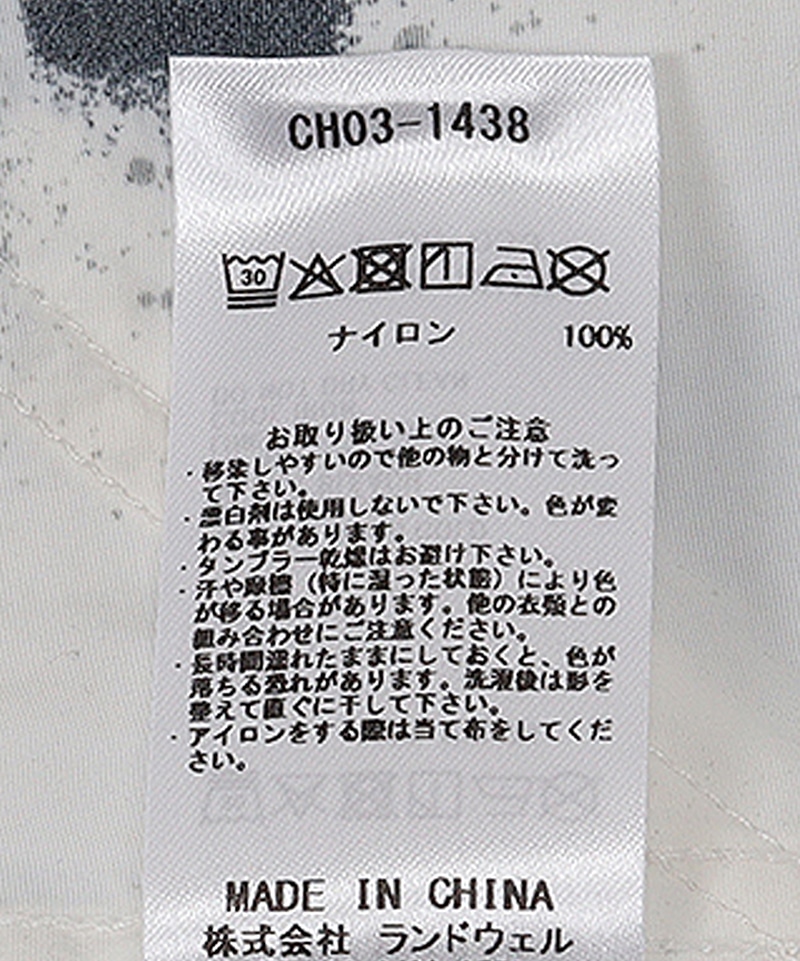 CH03-1438
30
ナイロン 100%
お取り扱い上のご注意
・移染しやすいので他の物と分けて洗っ
て下さい。
・漂白剤は使用しないで下さい。色が変
わる事があります。
・タンブラー乾燥はお避け下さい。
・汗や摩擦（特に湿った状態）により色
が移る場合があります。他の衣類との
組み合わせにご注意ください。
・長時間濡れたままにしておくと、色が
落ちる恐れがあります。洗濯後は形を
整えて直ぐに干して下さい。
・アイロンをする際は当て布をしてくだ
さい。
MADE IN CHINA
株式会社 ランドウェル